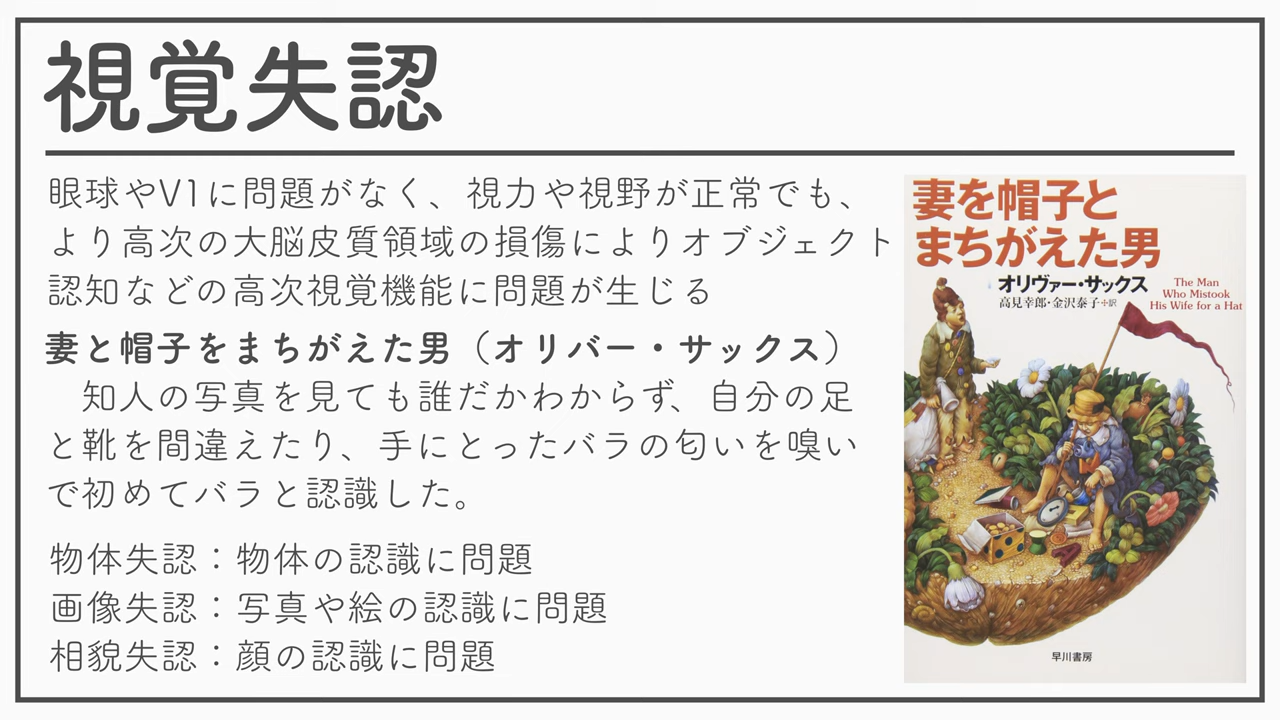 視覚失認
眼球やV1に問題がなく、視力や視野が正常でも、
より高次の大脳皮質領域の損傷によりオブジェクト
認知などの高次視覚機能に問題が生じる
妻と帽子をまちがえた男（オリバー・サックス）
知人の写真を見ても誰だかわからず、自分の足
と靴を間違えたり、手にとったバラの匂いを嗅い
で初めてバラと認識した。
物体失認：物体の認識に問題
画像失認：写真や絵の認識に問題
相貌失認：顔の認識に問題
妻を帽子と
まちがえた男
オリヴァー・サックス
高見幸郎・金沢泰子＋訳
The Man
Who Mistook
His Wife for a Hat
早川書房